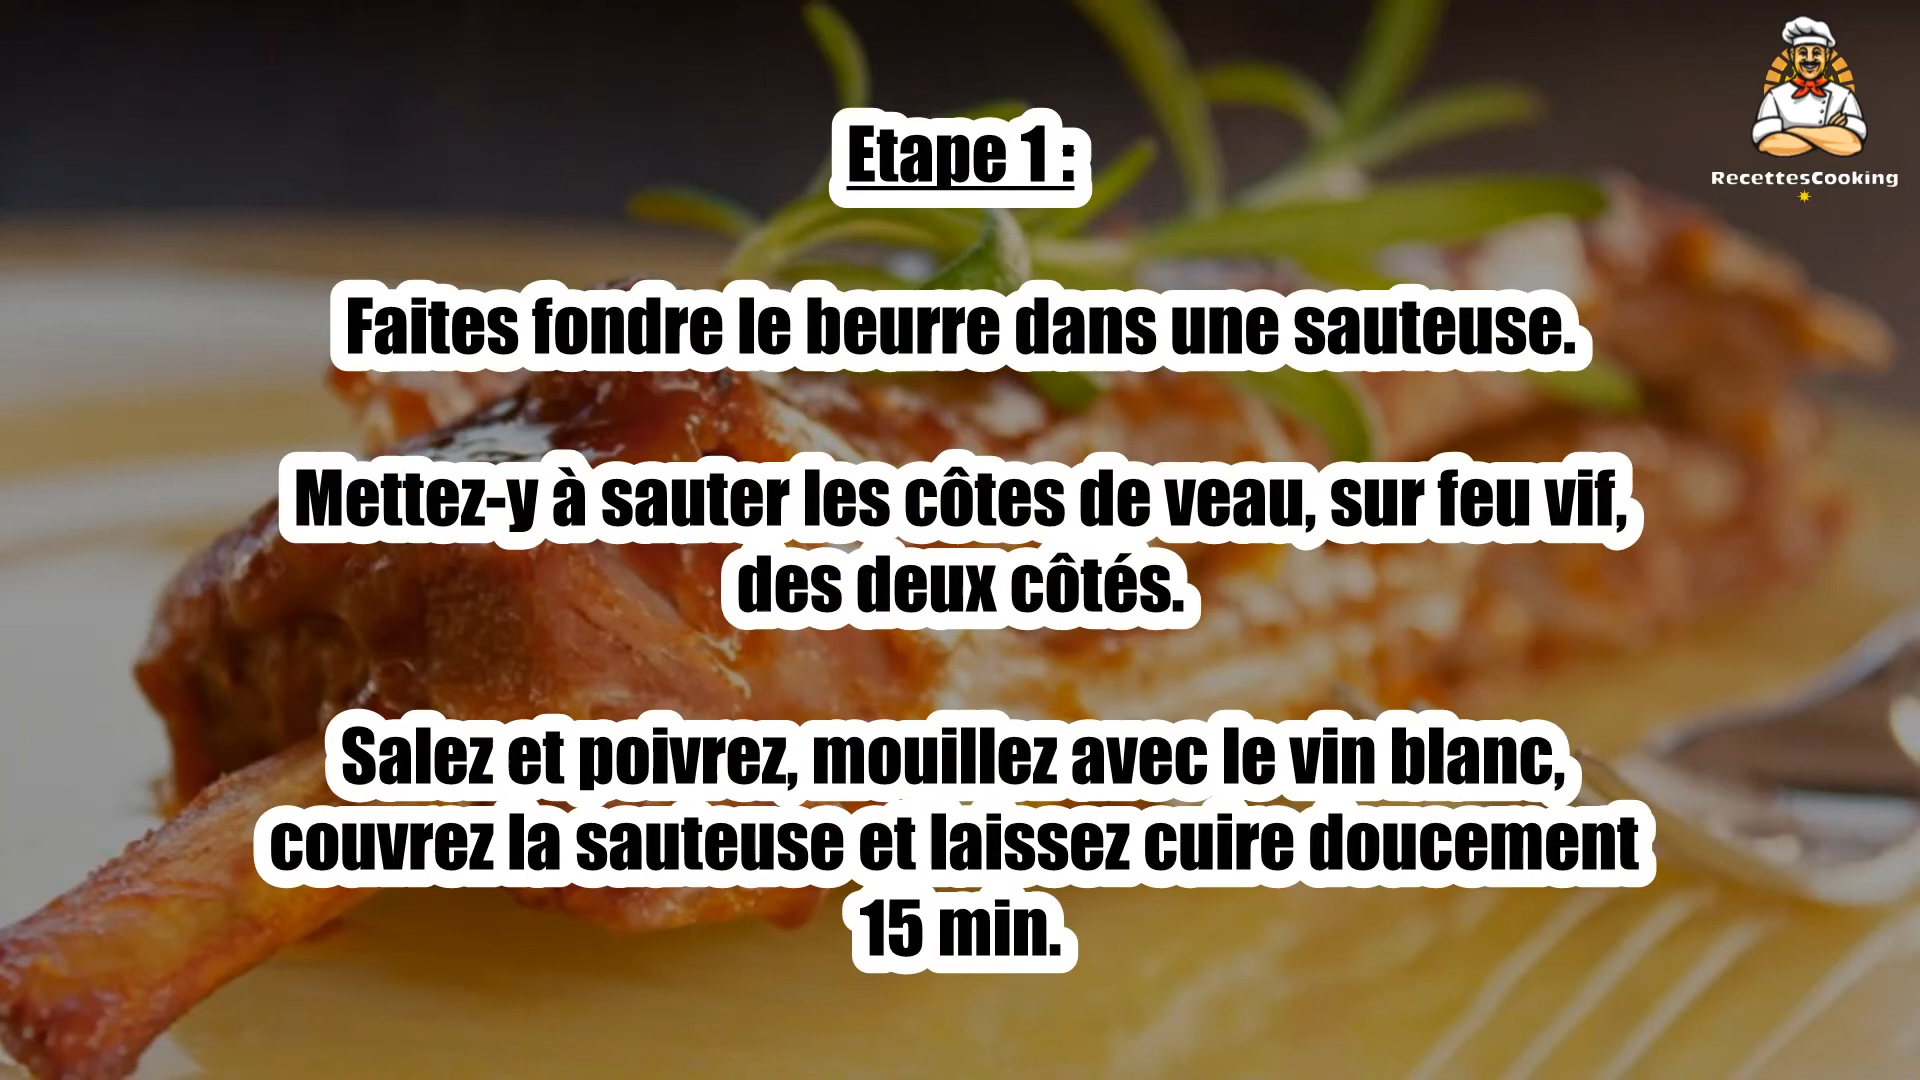 RecettesCooking
Etape 1 :
Faites fondre le beurre dans une sauteuse.
Mettez-y à sauter les côtes de veau, sur feu vif,
des deux côtés.
Salez et poivrez, mouillez avec le vin blanc,
couvrez la sauteuse et laissez cuire doucement
15 min.